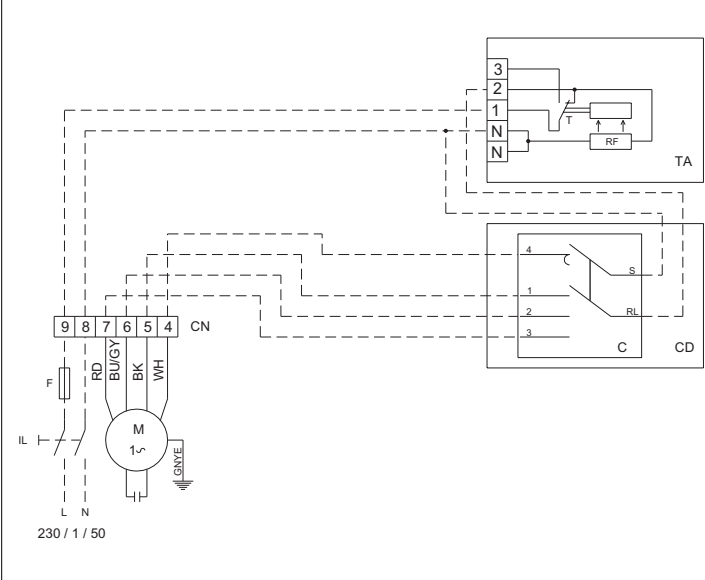 3
2
1
N
N
T
RF
TA
4
1
2
3
S
RL
C
CD
9 8 7 6 5 4 CN
RD
BU/GY
BK
WH
F
IL
M
1~
GNYE
L N
230 / 1 / 50